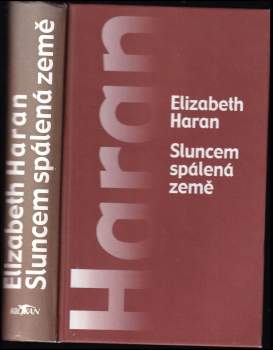 Elizabeth Haran
Sluncem spálená země
Haran
Elizabeth
Haran
Sluncem
spálená
země